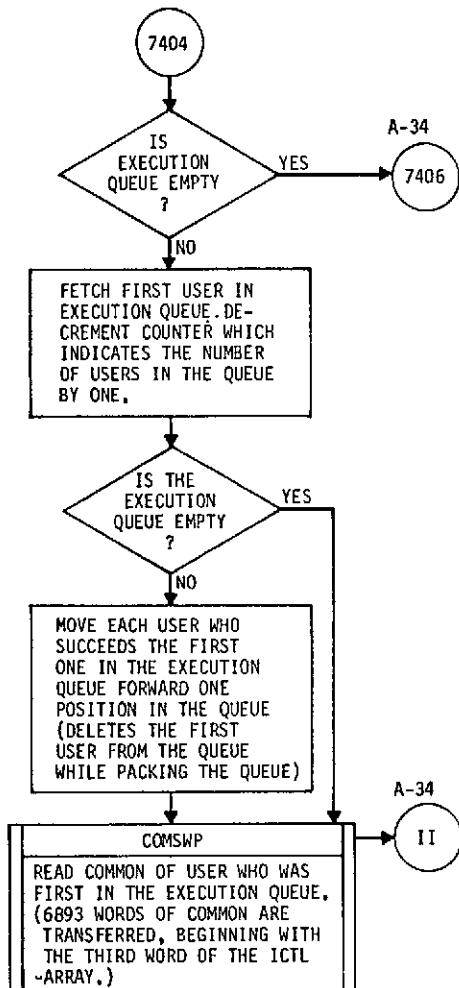 7404
IS
EXECUTION
QUEUE EMPTY
?
YES
A-34
7406
NO
FETCH FIRST USER IN
EXECUTION QUEUE.DE-
CREMENT COUNTER WHICH
INDICATES THE NUMBER
OF USERS IN THE QUEUE
BY ONE.
IS THE
EXECUTION
QUEUE EMPTY
?
YES
NO
MOVE EACH USER WHO
SUCCEEDS THE FIRST
ONE IN THE EXECUTION
QUEUE FORWARD ONE
POSITION IN THE QUEUE
(DELETES THE FIRST
USER FROM THE QUEUE
WHILE PACKING THE QUEUE)
A-34
II
COMSWP
READ COMMON OF USER WHO WAS
FIRST IN THE EXECUTION QUEUE.
(6893 WORDS OF COMMON ARE
TRANSFERRED, BEGINNING WITH
THE THIRD WORD OF THE ICTL
-ARRAY.)